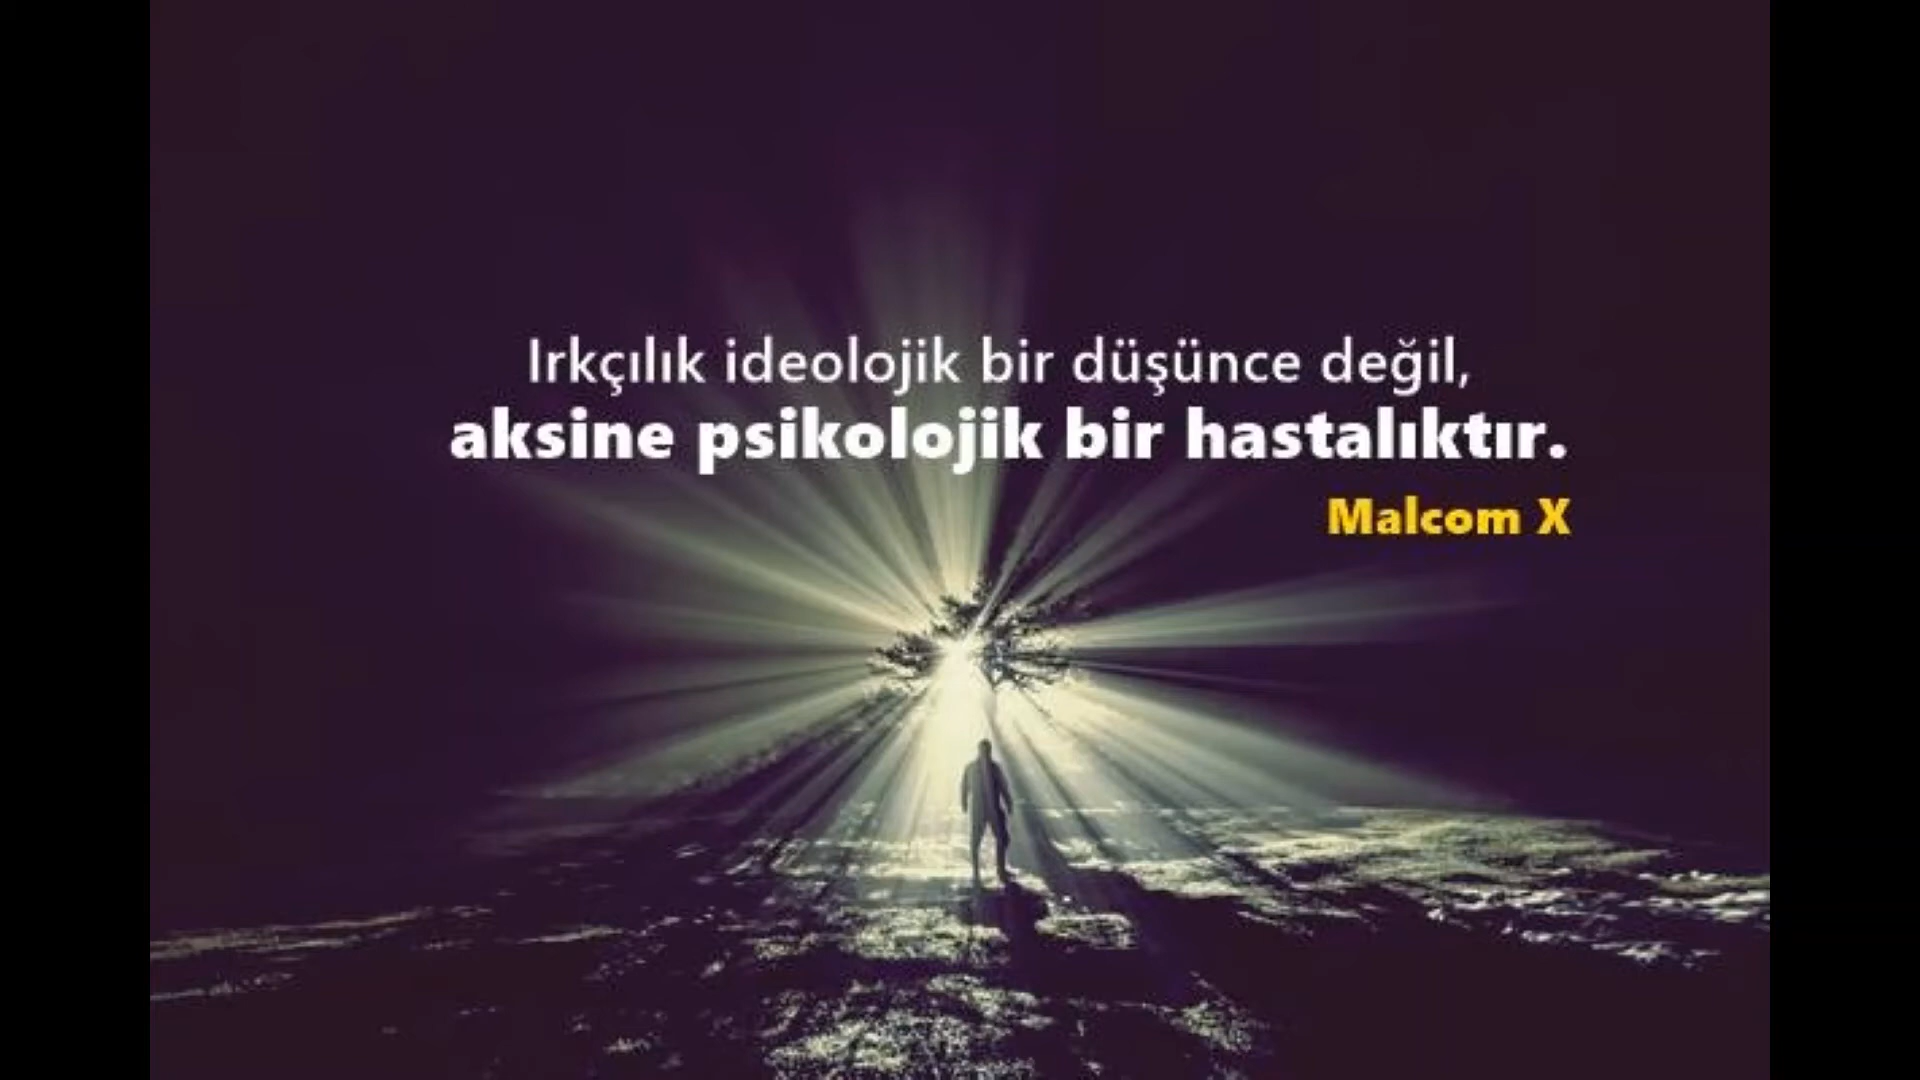 Irkçılık ideolojik bir düşünce değil,
aksine psikolojik bir hastalıktır.
Malcom X